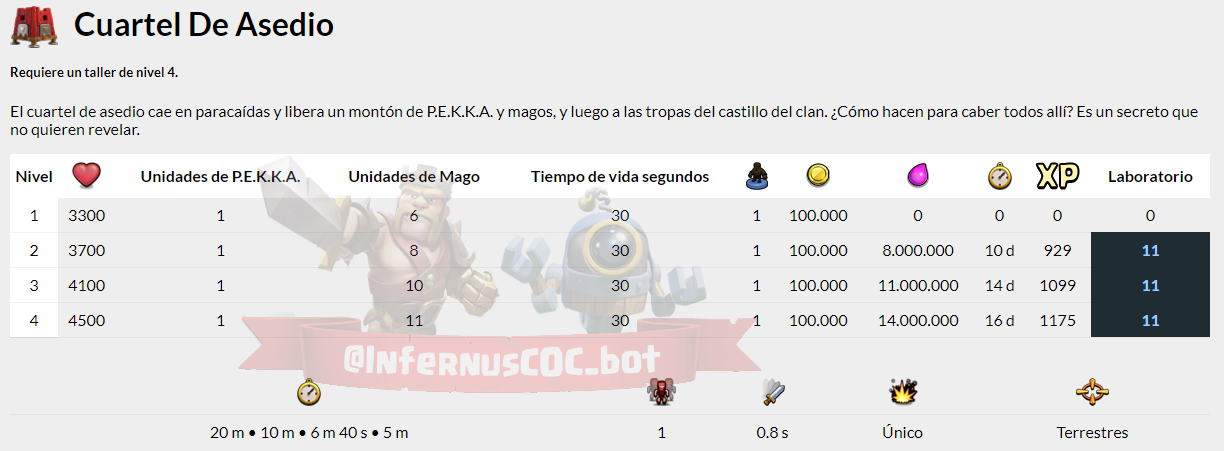 Cuartel De Asedio
Requiere un taller de nivel 4.
El cuartel de asedio cae en paracaídas y libera un montón de P.E.K.K.A. y magos, y luego a las tropas del castillo del clan. ¿Cómo hacen para caber todos allí? Es un secreto que
no quieren revelar.
Nivel Unidades de P.E.K.K.A. Unidades de Mago Tiempo de vida segundos XP Laboratorio
1 3300 1 6 30 1 100.000 0 0 0 0
2 3700 1 8 30 1 100.000 8.000.000 10 d 929 11
3 4100 1 10 30 1 100.000 11.000.000 14 d 1099 11
4 4500 1 11 30 1 100.000 14.000.000 16 d 1175 11
@InfernusCOC_bot
20 m • 10 m • 6 m 40 s • 5 m 1 0.8 s Único Terrestres